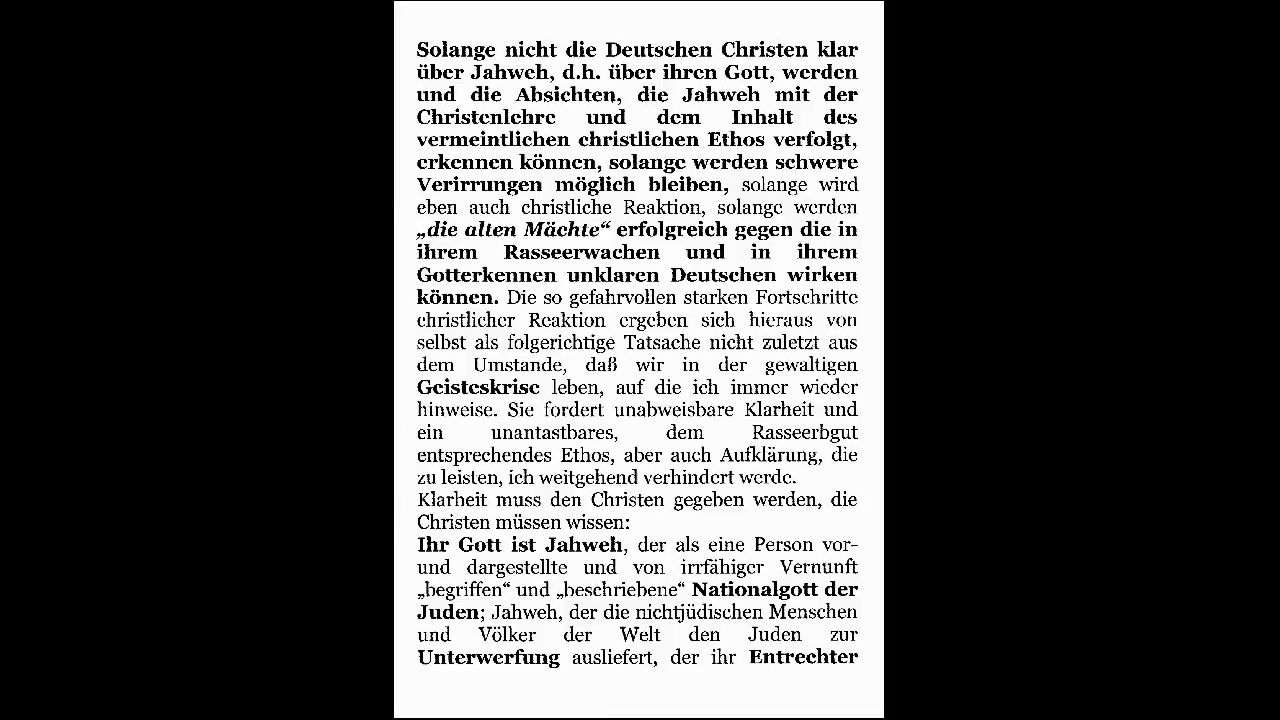 Solange nicht die Deutschen Christen klar
über Jahweh, d.h. über ihren Gott, werden
und die Absichten, die Jahweh mit der
Christenlehre und dem Inhalt des
vermeintlichen christlichen Ethos verfolgt,
erkennen können, solange werden schwere
Verirrungen möglich bleiben, solange wird
eben auch christliche Reaktion, solange werden
„die alten Mächte“ erfolgreich gegen die in
ihrem Rasseerwachen und in ihrem
Gotterkennen unklaren Deutschen wirken
können. Die so gefahrvollen starken Fortschritte
christlicher Reaktion ergeben sich hieraus von
selbst als folgerichtige Tatsache nicht zuletzt aus
dem Umstande, daß wir in der gewaltigen
Geisteskrise leben, auf die ich immer wieder
hinweise. Sie fordert unabweisbare Klarheit und
ein unantastbares, dem Rasseerbgut
entsprechendes Ethos, aber auch Aufklärung, die
zu leisten, ich weitgehend verhindert werde.
Klarheit muss den Christen gegeben werden, die
Christen müssen wissen:
Ihr Gott ist Jahweh, der als eine Person vor-
und dargestellte und von irrfähiger Vernunft
„begriffen“ und „beschriebene“ Nationalgott der
Juden; Jahweh, der die nichtjüdischen Menschen
und Völker der Welt den Juden zur
Unterwerfung ausliefert, der ihr Entrechter